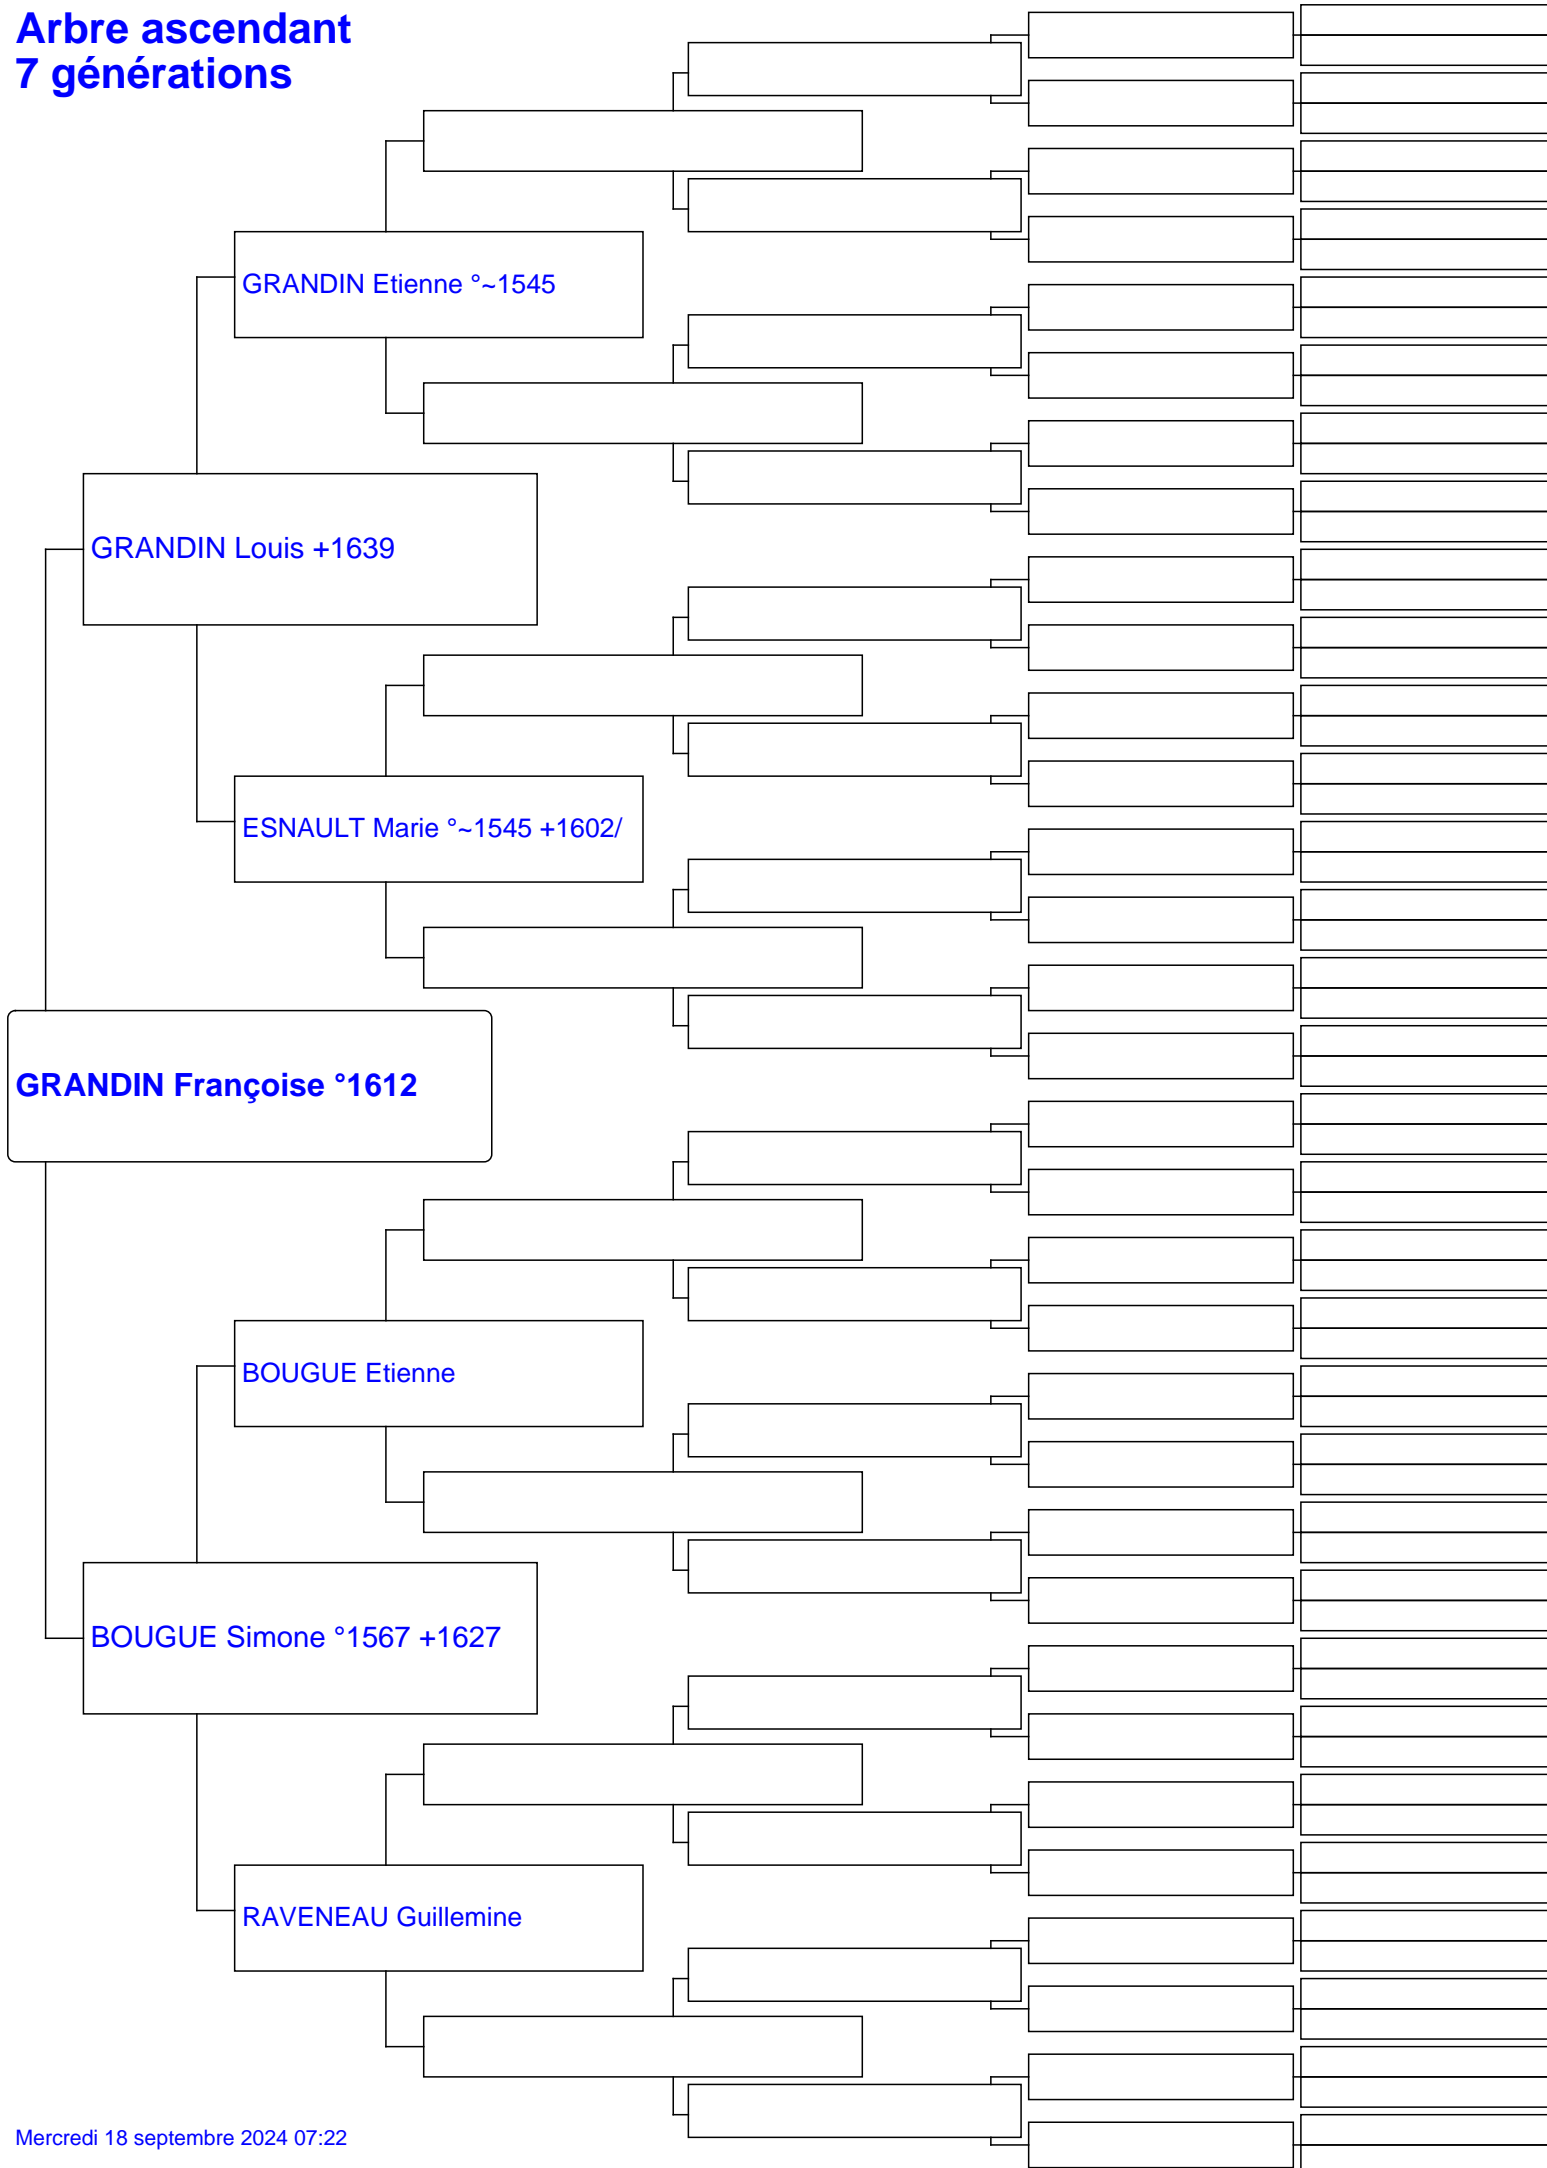 Arbre ascendant
7 générations
GRANDIN Etienne °~1545
GRANDIN Louis +1639
ESNAULT Marie °~1545 +1602/
GRANDIN Françoise °1612
BOUGUE Etienne
BOUGUE Simone °1567 +1627
RAVENEAU Guillemine
Mercredi 18 septembre 2024 07:22